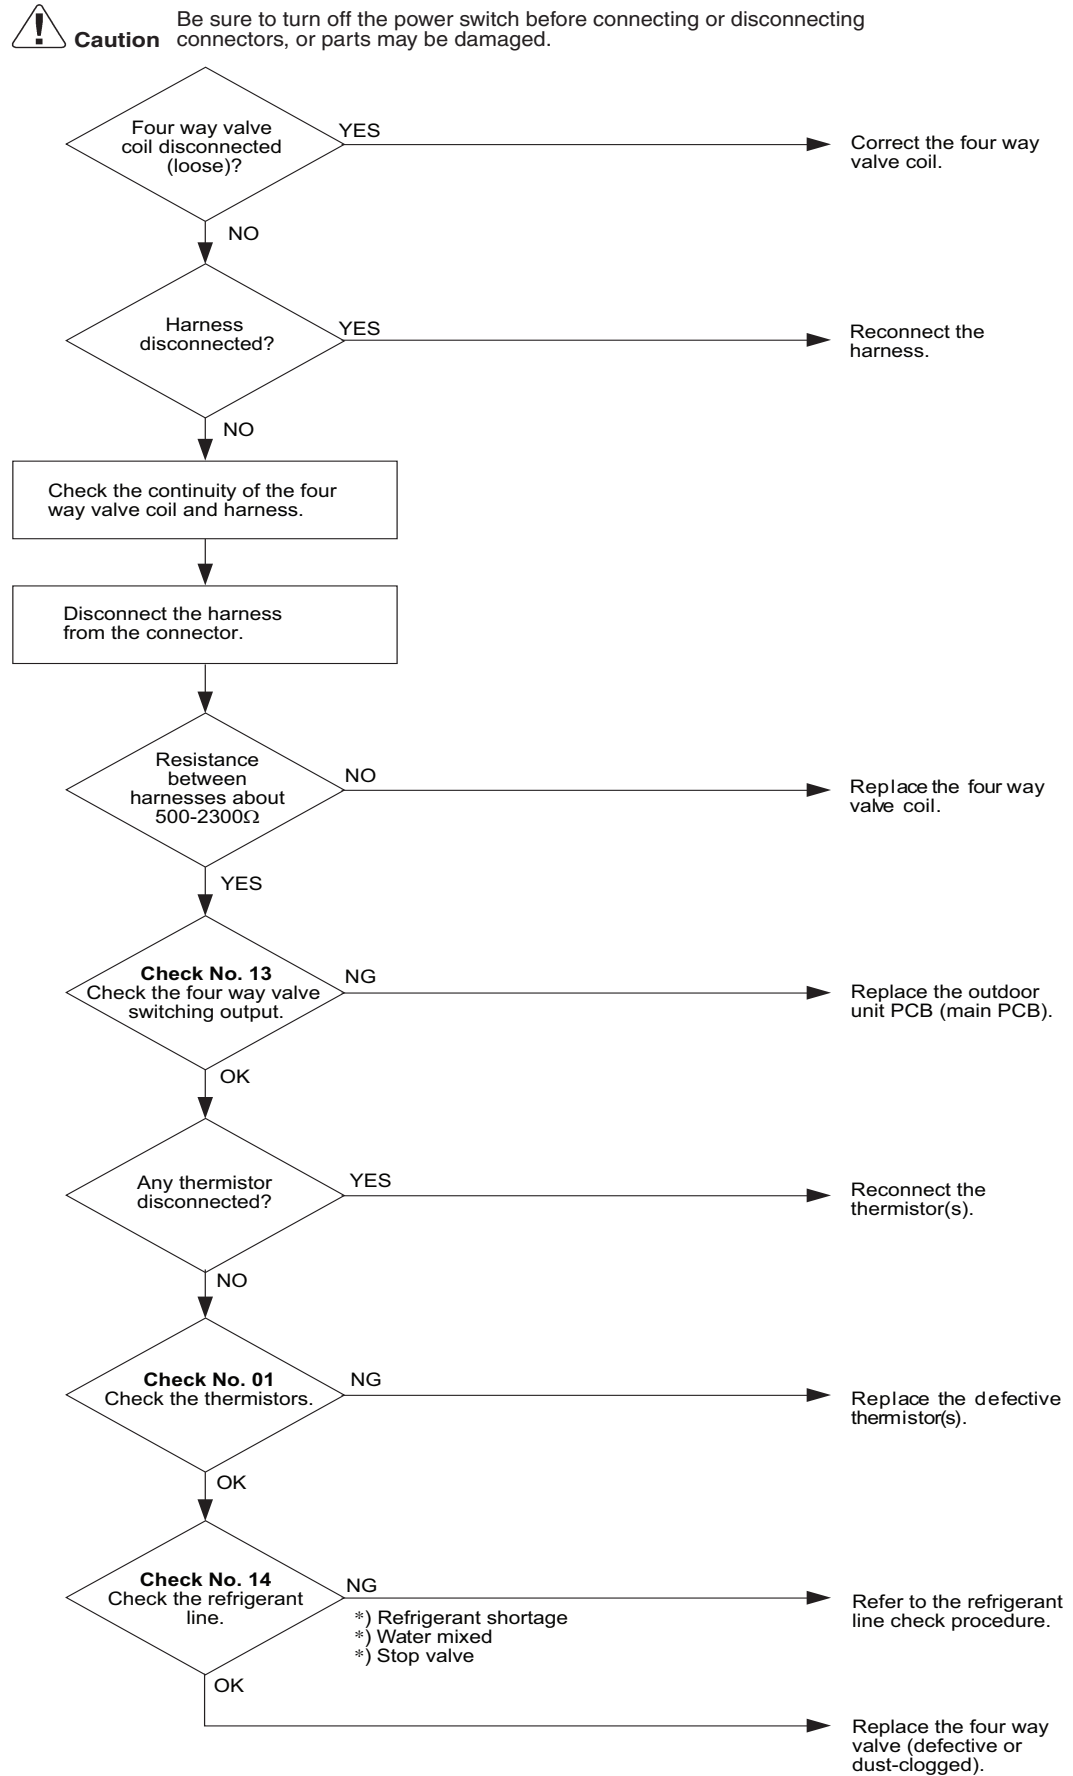 Be sure to turn off the power switch before connecting or disconnecting
Caution connectors, or parts may be damaged.
Four way valve
coil disconnected
(loose)?
YES
Correct the four way
valve coil.
NO
Harness
disconnected?
YES
Reconnect the
harness.
NO
Check the continuity of the four
way valve coil and harness.
Disconnect the harness
from the connector.
Resistance
between
harnesses about
500-2300Ω
NO
Replace the four way
valve coil.
YES
Check No. 13
Check the four way valve
switching output.
NG
Replace the outdoor
unit PCB (main PCB).
OK
Any thermistor
disconnected?
YES
Reconnect the
thermistor(s).
NO
Check No. 01
Check the thermistors.
NG
Replace the defective
thermistor(s).
OK
Check No. 14
Check the refrigerant
line.
NG
*) Refrigerant shortage
*) Water mixed
*) Stop valve
Refer to the refrigerant
line check procedure.
OK
Replace the four way
valve (defective or
dust-clogged).